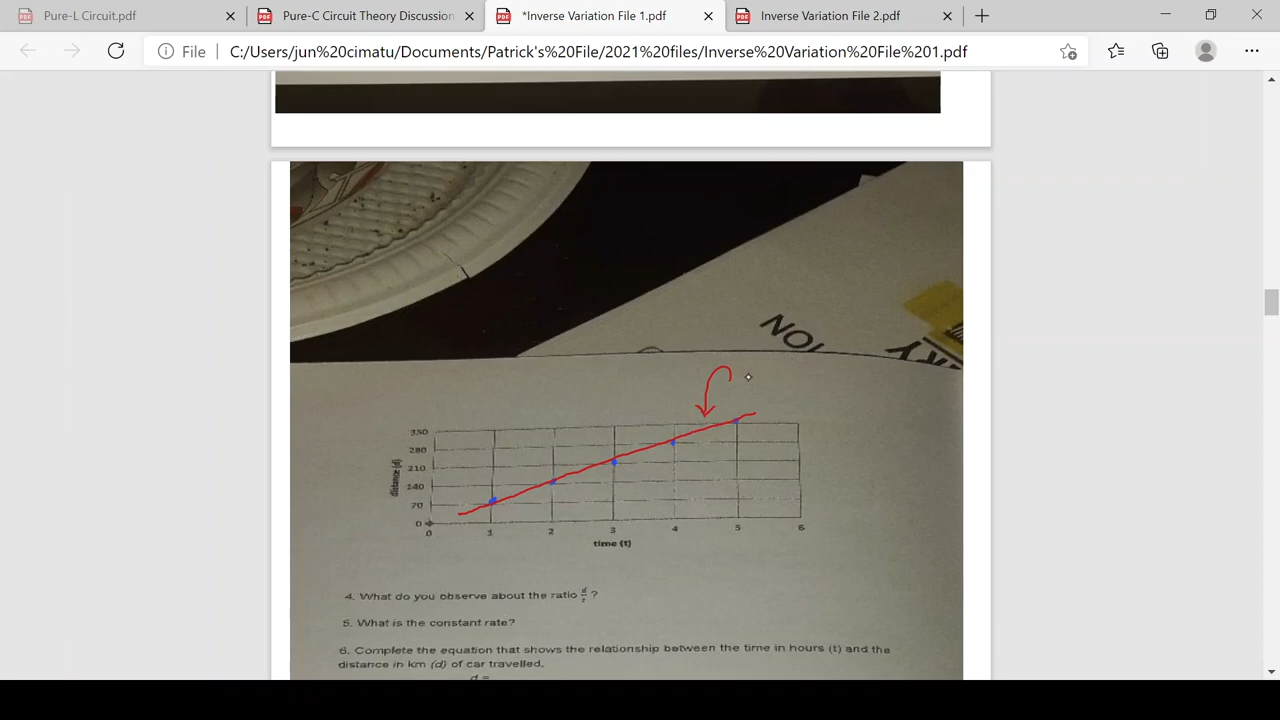 Pure-L Circuit.pdf
Pure-C Circuit Theory Discussion
*Inverse Variation File 1.pdf
Inverse Variation File 2.pdf
File
C:/Users/jun%20cimatu/Documents/Patrick's%20File/2021%20files/Inverse%20Variation%20File%201.pdf
ION
RY
350
280
210
140
70
0
distance (d)
0 1 2 3 4 5 6
time (t)
4. What do you observe about the ratio d/t ?
5. What is the constant rate?
6. Complete the equation that shows the relationship between the time in hours (t) and the
distance in km (d) of car travelled.
d =